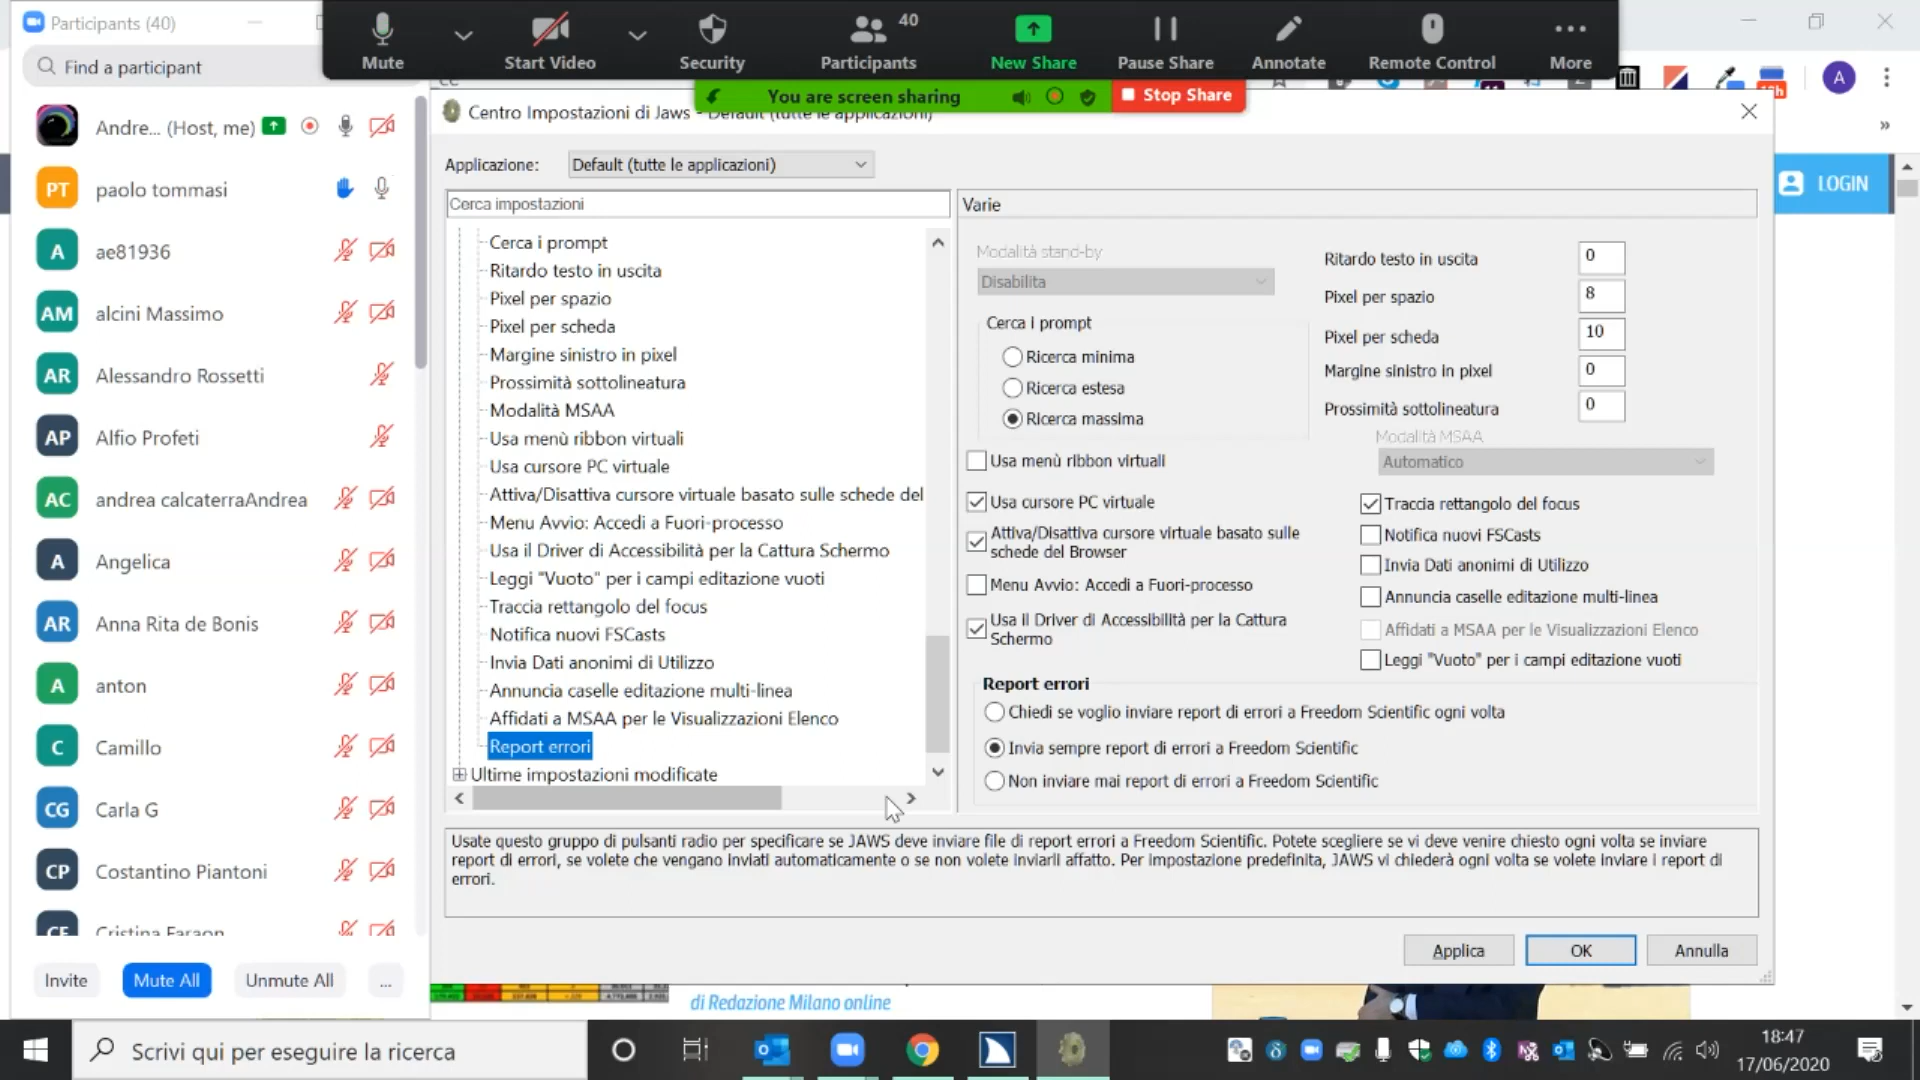 Participants (40)
Find a participant
Andre... (Host, me)
PT paolo tommasi
A ae81936
AM alcini Massimo
AR Alessandro Rossetti
AP Alfio Profeti
AC andrea calcaterraAndrea
A Angelica
AR Anna Rita de Bonis
A anton
C Camillo
CG Carla G
CP Costantino Piantoni
CF Cristina Faraon
Invite
Mute All
Unmute All
...
Mute
Start Video
Security
Participants
40
New Share
Pause Share
Annotate
Remote Control
More
You are screen sharing
Stop Share
A
»
LOGIN
Centro Impostazioni di Jaws - Default (tutte le applicazioni)
Applicazione:
Default (tutte le applicazioni)
Cerca impostazioni
Cerca i prompt
Ritardo testo in uscita
Pixel per spazio
Pixel per scheda
Margine sinistro in pixel
Prossimità sottolineatura
Modalità MSAA
Usa menù ribbon virtuali
Usa cursore PC virtuale
Attiva/Disattiva cursore virtuale basato sulle schede del
Menu Avvio: Accedi a Fuori-processo
Usa il Driver di Accessibilità per la Cattura Schermo
Leggi "Vuoto" per i campi editazione vuoti
Traccia rettangolo del focus
Notifica nuovi FSCasts
Invia Dati anonimi di Utilizzo
Annuncia caselle editazione multi-linea
Affidati a MSAA per le Visualizzazioni Elenco
Report errori
Ultime impostazioni modificate
Varie
Modalità stand-by
Disabilita
Cerca i prompt
Ricerca minima
Ricerca estesa
Ricerca massima
Ritardo testo in uscita
0
Pixel per spazio
8
Pixel per scheda
10
Margine sinistro in pixel
0
Prossimità sottolineatura
0
Modalità MSAA
Automatico
Usa menù ribbon virtuali
Usa cursore PC virtuale
Attiva/Disattiva cursore virtuale basato sulle
schede del Browser
Menu Avvio: Accedi a Fuori-processo
Usa il Driver di Accessibilità per la Cattura
Schermo
Traccia rettangolo del focus
Notifica nuovi FSCasts
Invia Dati anonimi di Utilizzo
Annuncia caselle editazione multi-linea
Affidati a MSAA per le Visualizzazioni Elenco
Leggi "Vuoto" per i campi editazione vuoti
Report errori
Chiedi se voglio inviare report di errori a Freedom Scientific ogni volta
Invia sempre report di errori a Freedom Scientific
Non inviare mai report di errori a Freedom Scientific
Usate questo gruppo di pulsanti radio per specificare se JAWS deve inviare file di report errori a Freedom Scientific. Potete scegliere se vi deve venire chiesto ogni volta se inviare
report di errori, se volete che vengano inviati automaticamente o se non volete inviarli affatto. Per impostazione predefinita, JAWS vi chiederà ogni volta se volete inviare i report di
errori.
Applica
OK
Annulla
di Redazione Milano online
Scrivi qui per eseguire la ricerca
18:47
17/06/2020